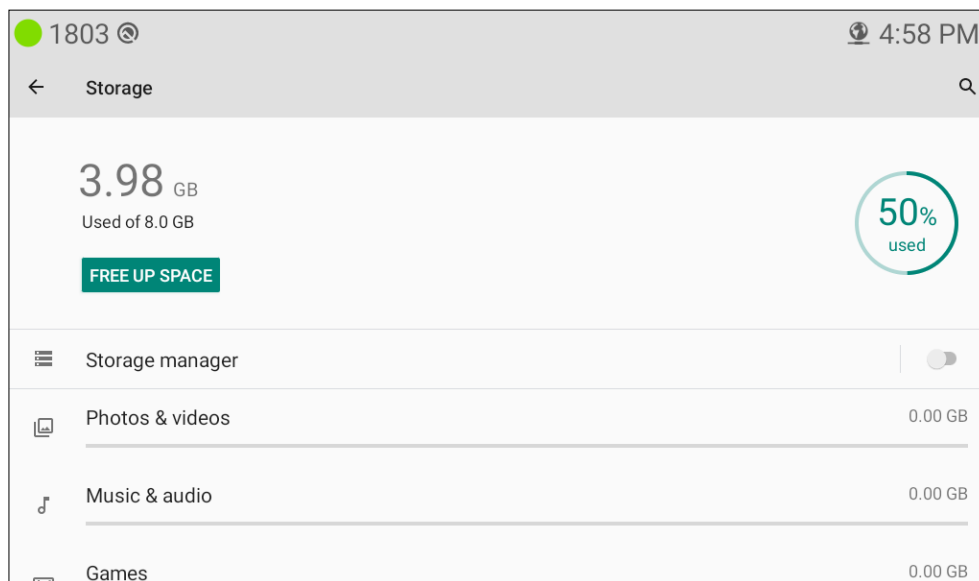 1803 4:58 PM
Storage
3.98 GB
Used of 8.0 GB
50%
used
FREE UP SPACE
Storage manager
Photos & videos 0.00 GB
Music & audio 0.00 GB
Games 0.00 GB